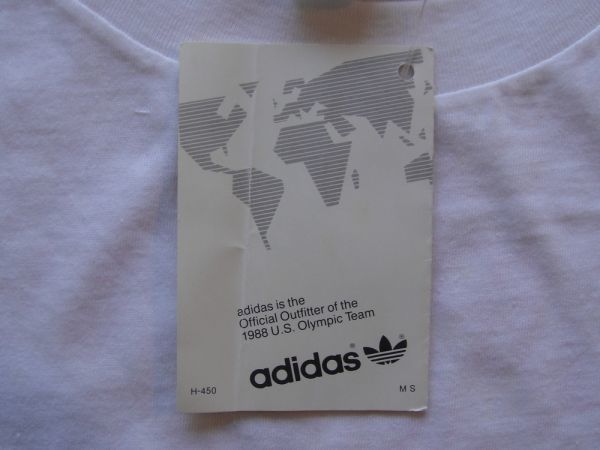 adidas is the
Official Outfitter of the
1988 U.S. Olympic Team
adidas®
®
H-450
M S